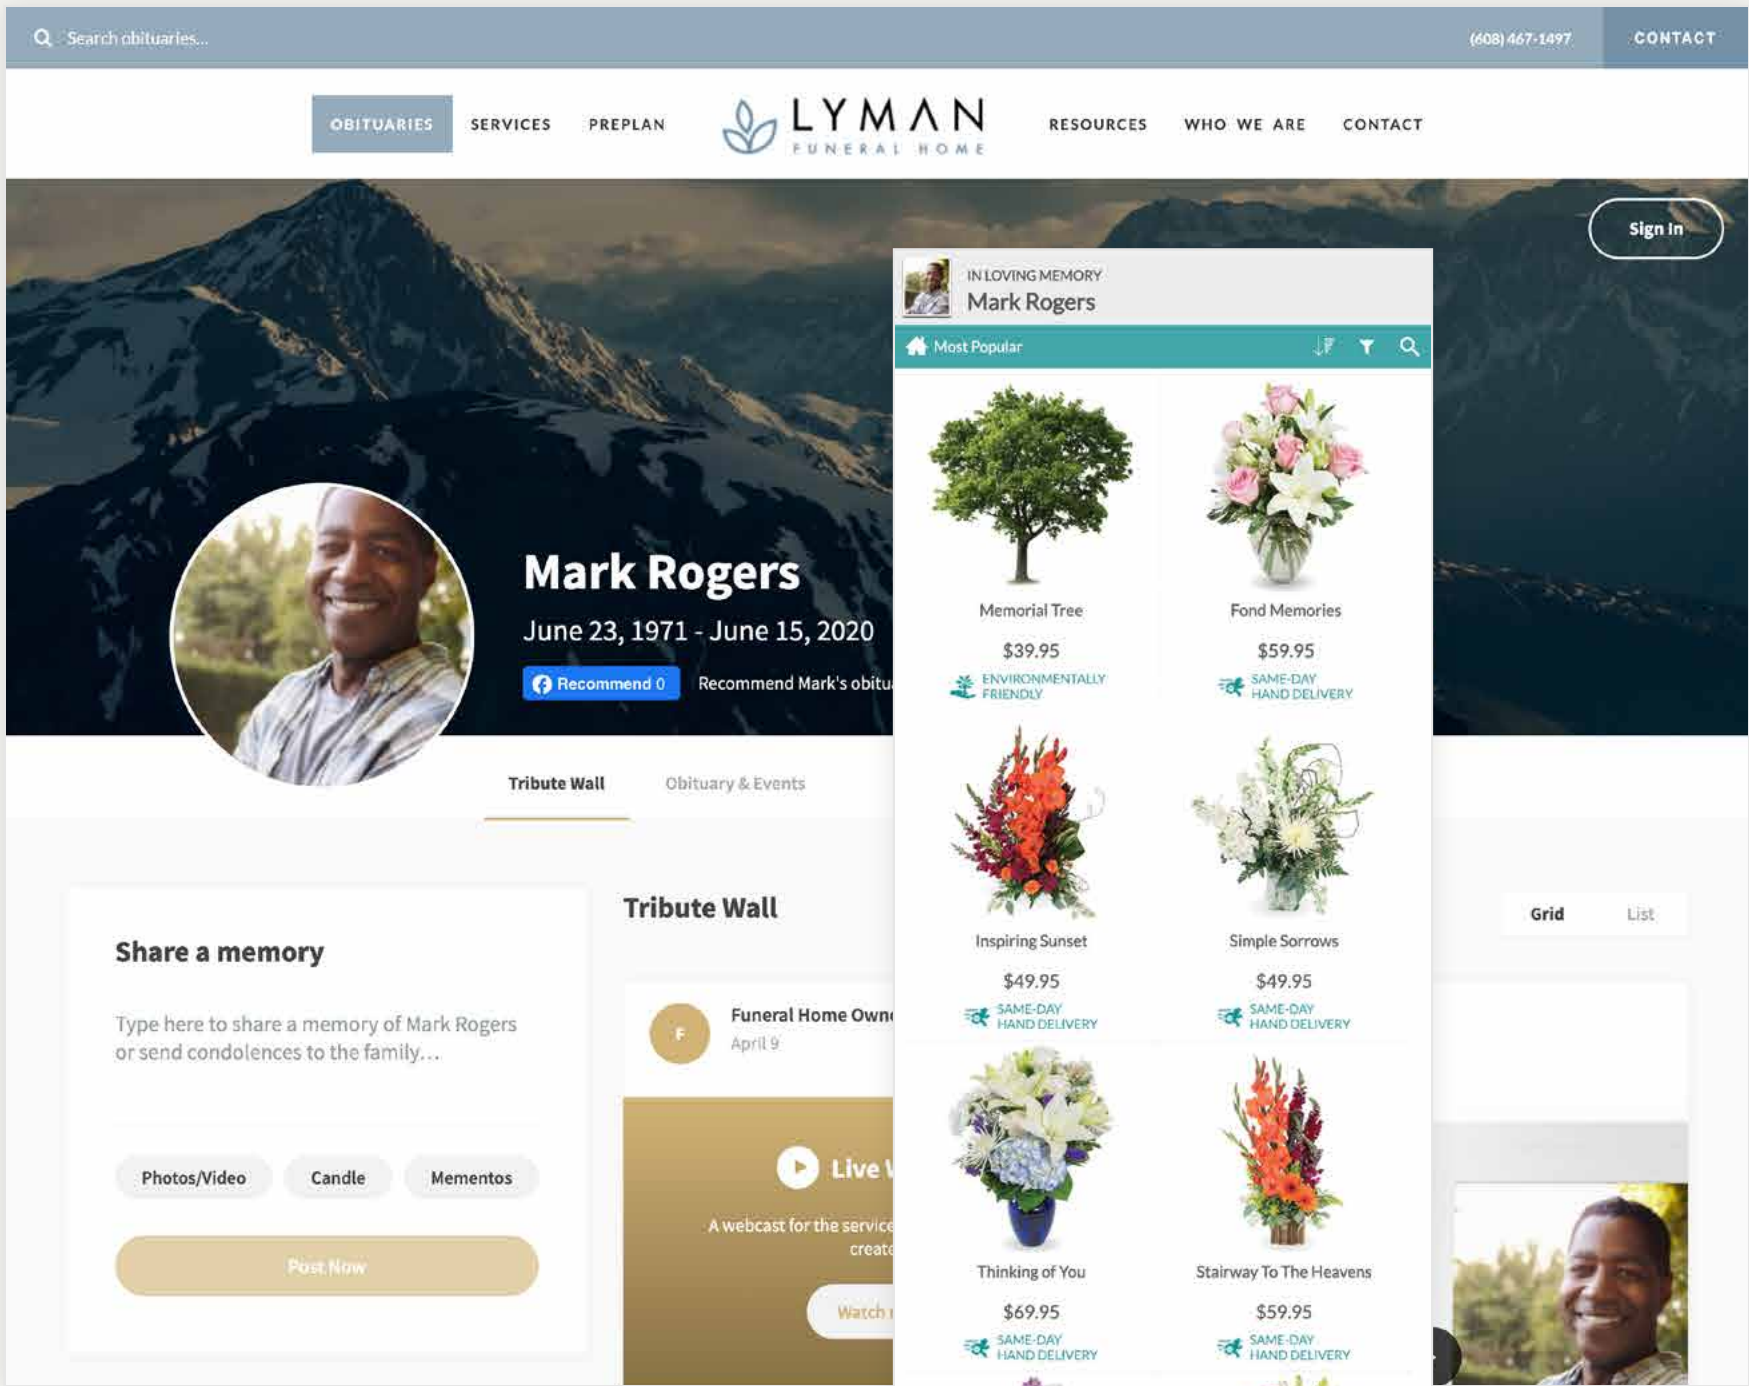 Search obituaries...
(608) 467-1497
CONTACT
OBITUARIES
SERVICES
PREPLAN
LYMAN
FUNERAL HOME
RESOURCES
WHO WE ARE
CONTACT
Sign In
Mark Rogers
June 23, 1971 - June 15, 2020
Recommend 0
Recommend Mark's
Tribute Wall
Obituary & Events
Share a memory
Type here to share a memory of Mark Rogers
or send condolences to the family...
Photos/Video
Candle
Mementos
Post Now
Tribute Wall
Grid
List
F
Funeral Home
April 9
Live
A webcast for the service
Watch
IN LOVING MEMORY
Mark Rogers
Most Popular
Memorial Tree
$39.95
ENVIRONMENTALLY
FRIENDLY
Fond Memories
$59.95
SAME-DAY
HAND DELIVERY
Inspiring Sunset
$49.95
SAME-DAY
HAND DELIVERY
Simple Sorrows
$49.95
SAME-DAY
HAND DELIVERY
Thinking of You
$69.95
SAME-DAY
HAND DELIVERY
Stairway To The Heavens
$59.95
SAME-DAY
HAND DELIVERY